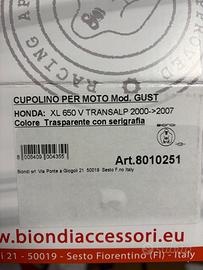 CUPOLINO PER MOTO Mod. GUST
HONDA: XL 650 V TRANSALP 2000->2007
Colore Trasparente con serigrafia
BIONDI
8 008409 004355
Art.8010251
Biondi srl Via Ponte a Giogoli 21 50019 Sesto F.no Italy
www.biondiaccessori.eu
21 - 50019 - Sesto Fiorentino (FI) - Italy